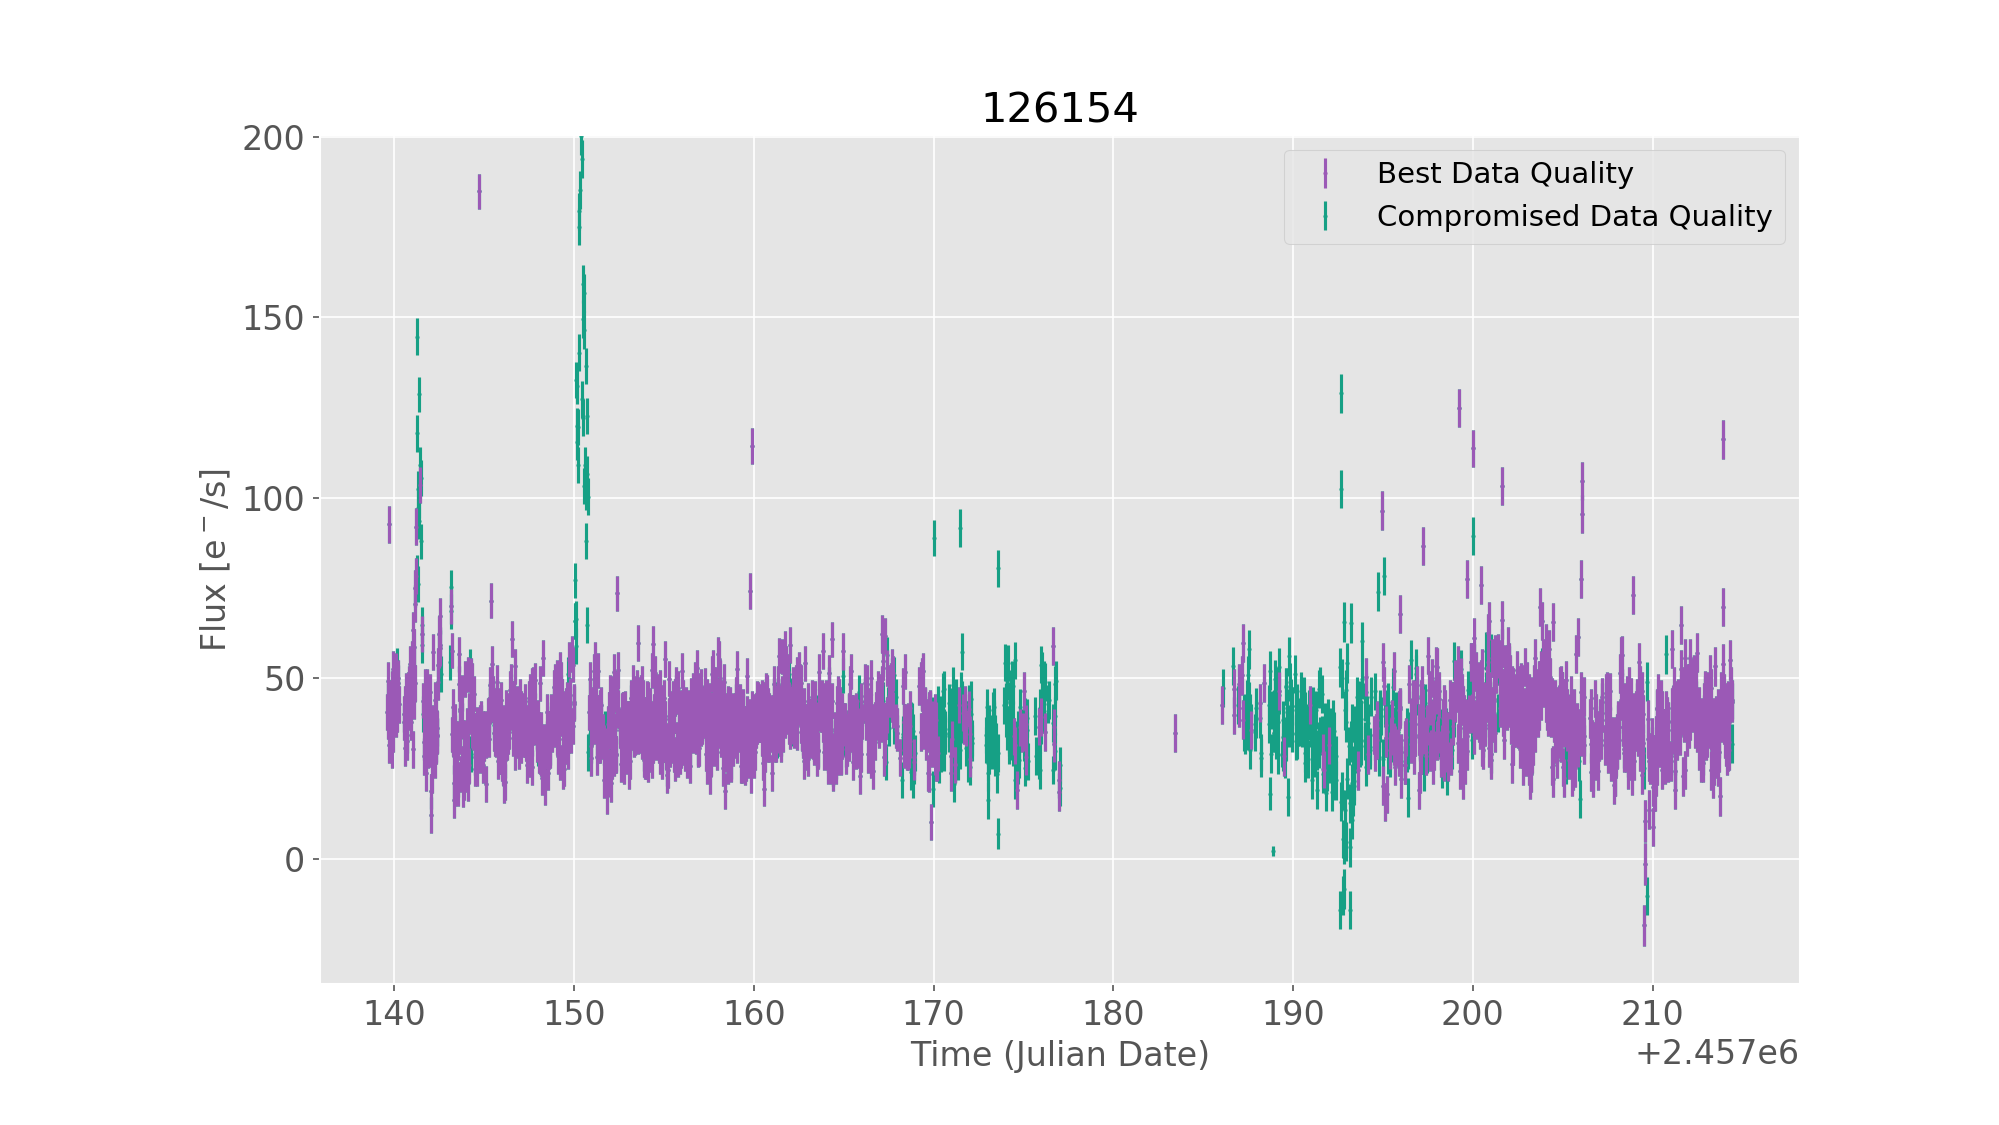 126154
200
150
100
50
0
Flux [e⁻/s]
Best Data Quality
Compromised Data Quality
140 150 160 170 180 190 200 210
Time (Julian Date)
+2.457e6